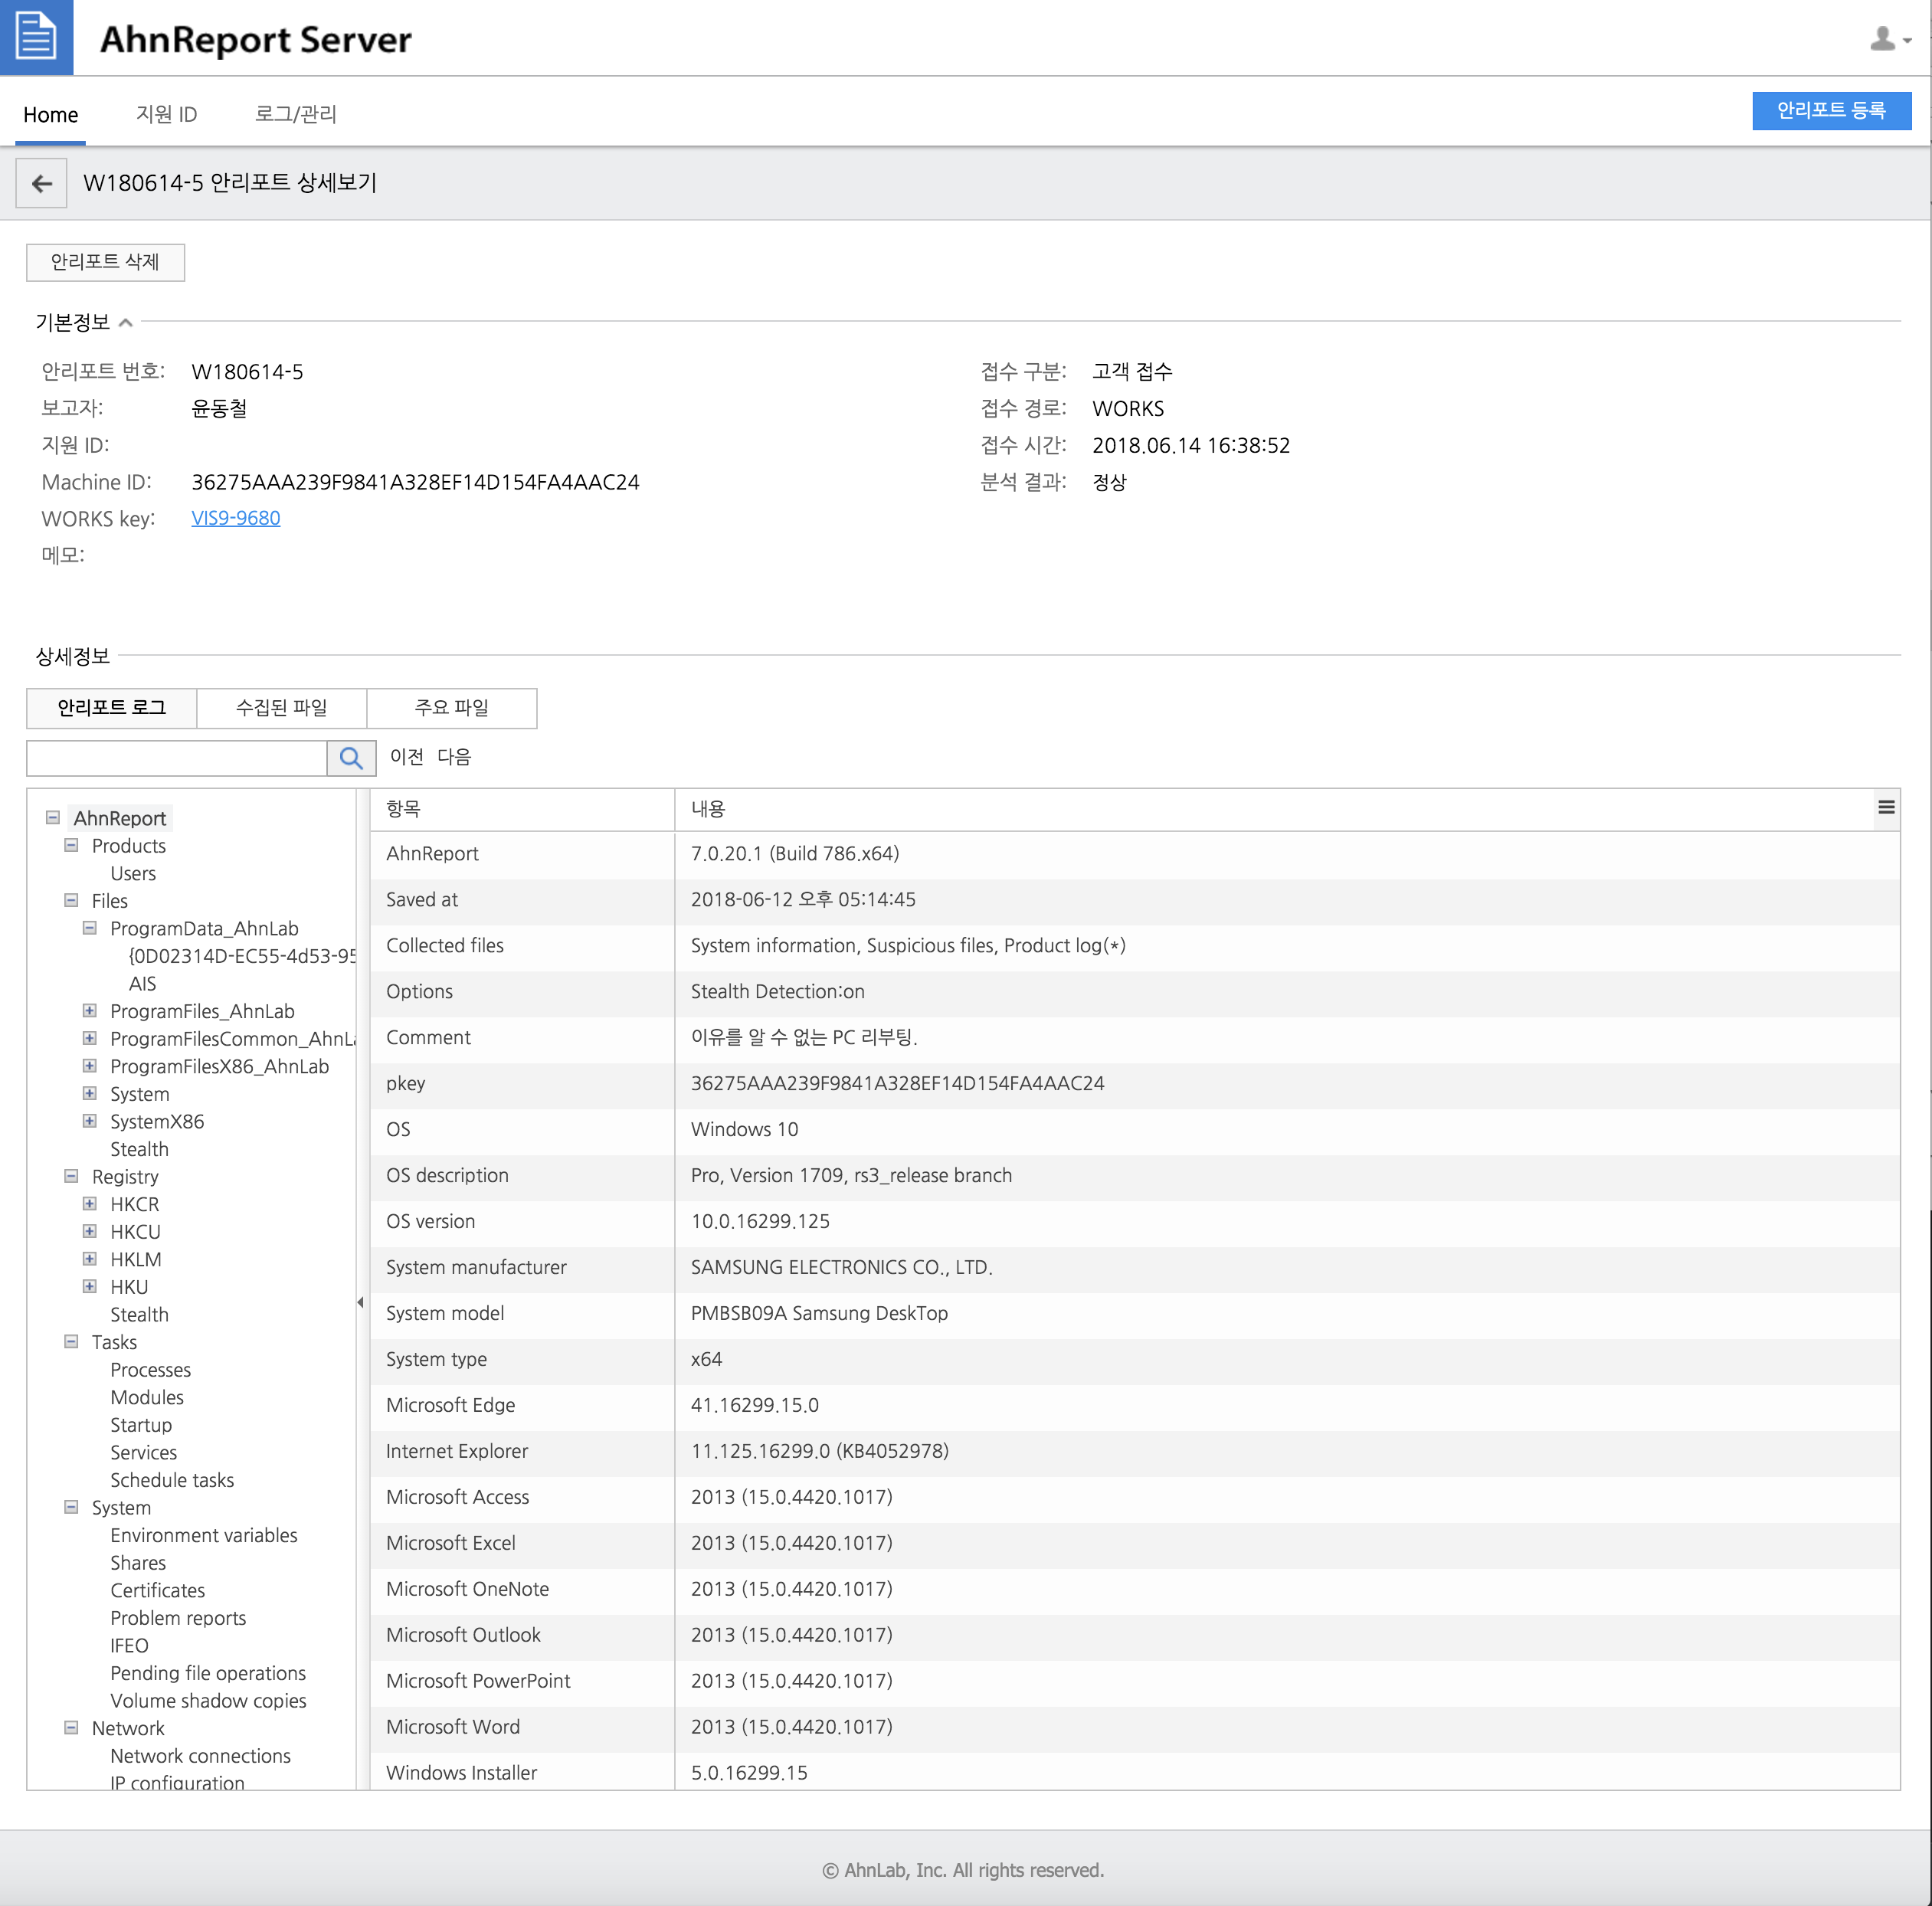 AhnReport Server
Home 지원 ID 로그/관리 안리포트 등록
W180614-5 안리포트 상세보기
안리포트 삭제
기본정보
안리포트 번호: W180614-5 접수 구분: 고객 접수
보고자: 윤동철 접수 경로: WORKS
지원 ID: 접수 시간: 2018.06.14 16:38:52
Machine ID: 36275AAA239F9841A328EF14D154FA4AAC24 분석 결과: 정상
WORKS key: VIS9-9680
메모:
상세정보
안리포트 로그 수집된 파일 주요 파일
이전 다음
AhnReport
Products
Users
Files
ProgramData_AhnLab
{0D02314D-EC55-4d53-95
AIS
ProgramFiles_AhnLab
ProgramFilesCommon_AhnLa
ProgramFilesX86_AhnLab
System
SystemX86
Stealth
Registry
HKCR
HKCU
HKLM
HKU
Stealth
Tasks
Processes
Modules
Startup
Services
Schedule tasks
System
Environment variables
Shares
Certificates
Problem reports
IFEO
Pending file operations
Volume shadow copies
Network
Network connections
IP configuration
항목 내용
AhnReport 7.0.20.1 (Build 786.x64)
Saved at 2018-06-12 오후 05:14:45
Collected files System information, Suspicious files, Product log(*)
Options Stealth Detection:on
Comment 이유를 알 수 없는 PC 리부팅.
pkey 36275AAA239F9841A328EF14D154FA4AAC24
OS Windows 10
OS description Pro, Version 1709, rs3_release branch
OS version 10.0.16299.125
System manufacturer SAMSUNG ELECTRONICS CO., LTD.
System model PMBSB09A Samsung DeskTop
System type x64
Microsoft Edge 41.16299.15.0
Internet Explorer 11.125.16299.0 (KB4052978)
Microsoft Access 2013 (15.0.4420.1017)
Microsoft Excel 2013 (15.0.4420.1017)
Microsoft OneNote 2013 (15.0.4420.1017)
Microsoft Outlook 2013 (15.0.4420.1017)
Microsoft PowerPoint 2013 (15.0.4420.1017)
Microsoft Word 2013 (15.0.4420.1017)
Windows Installer 5.0.16299.15
© AhnLab, Inc. All rights reserved.